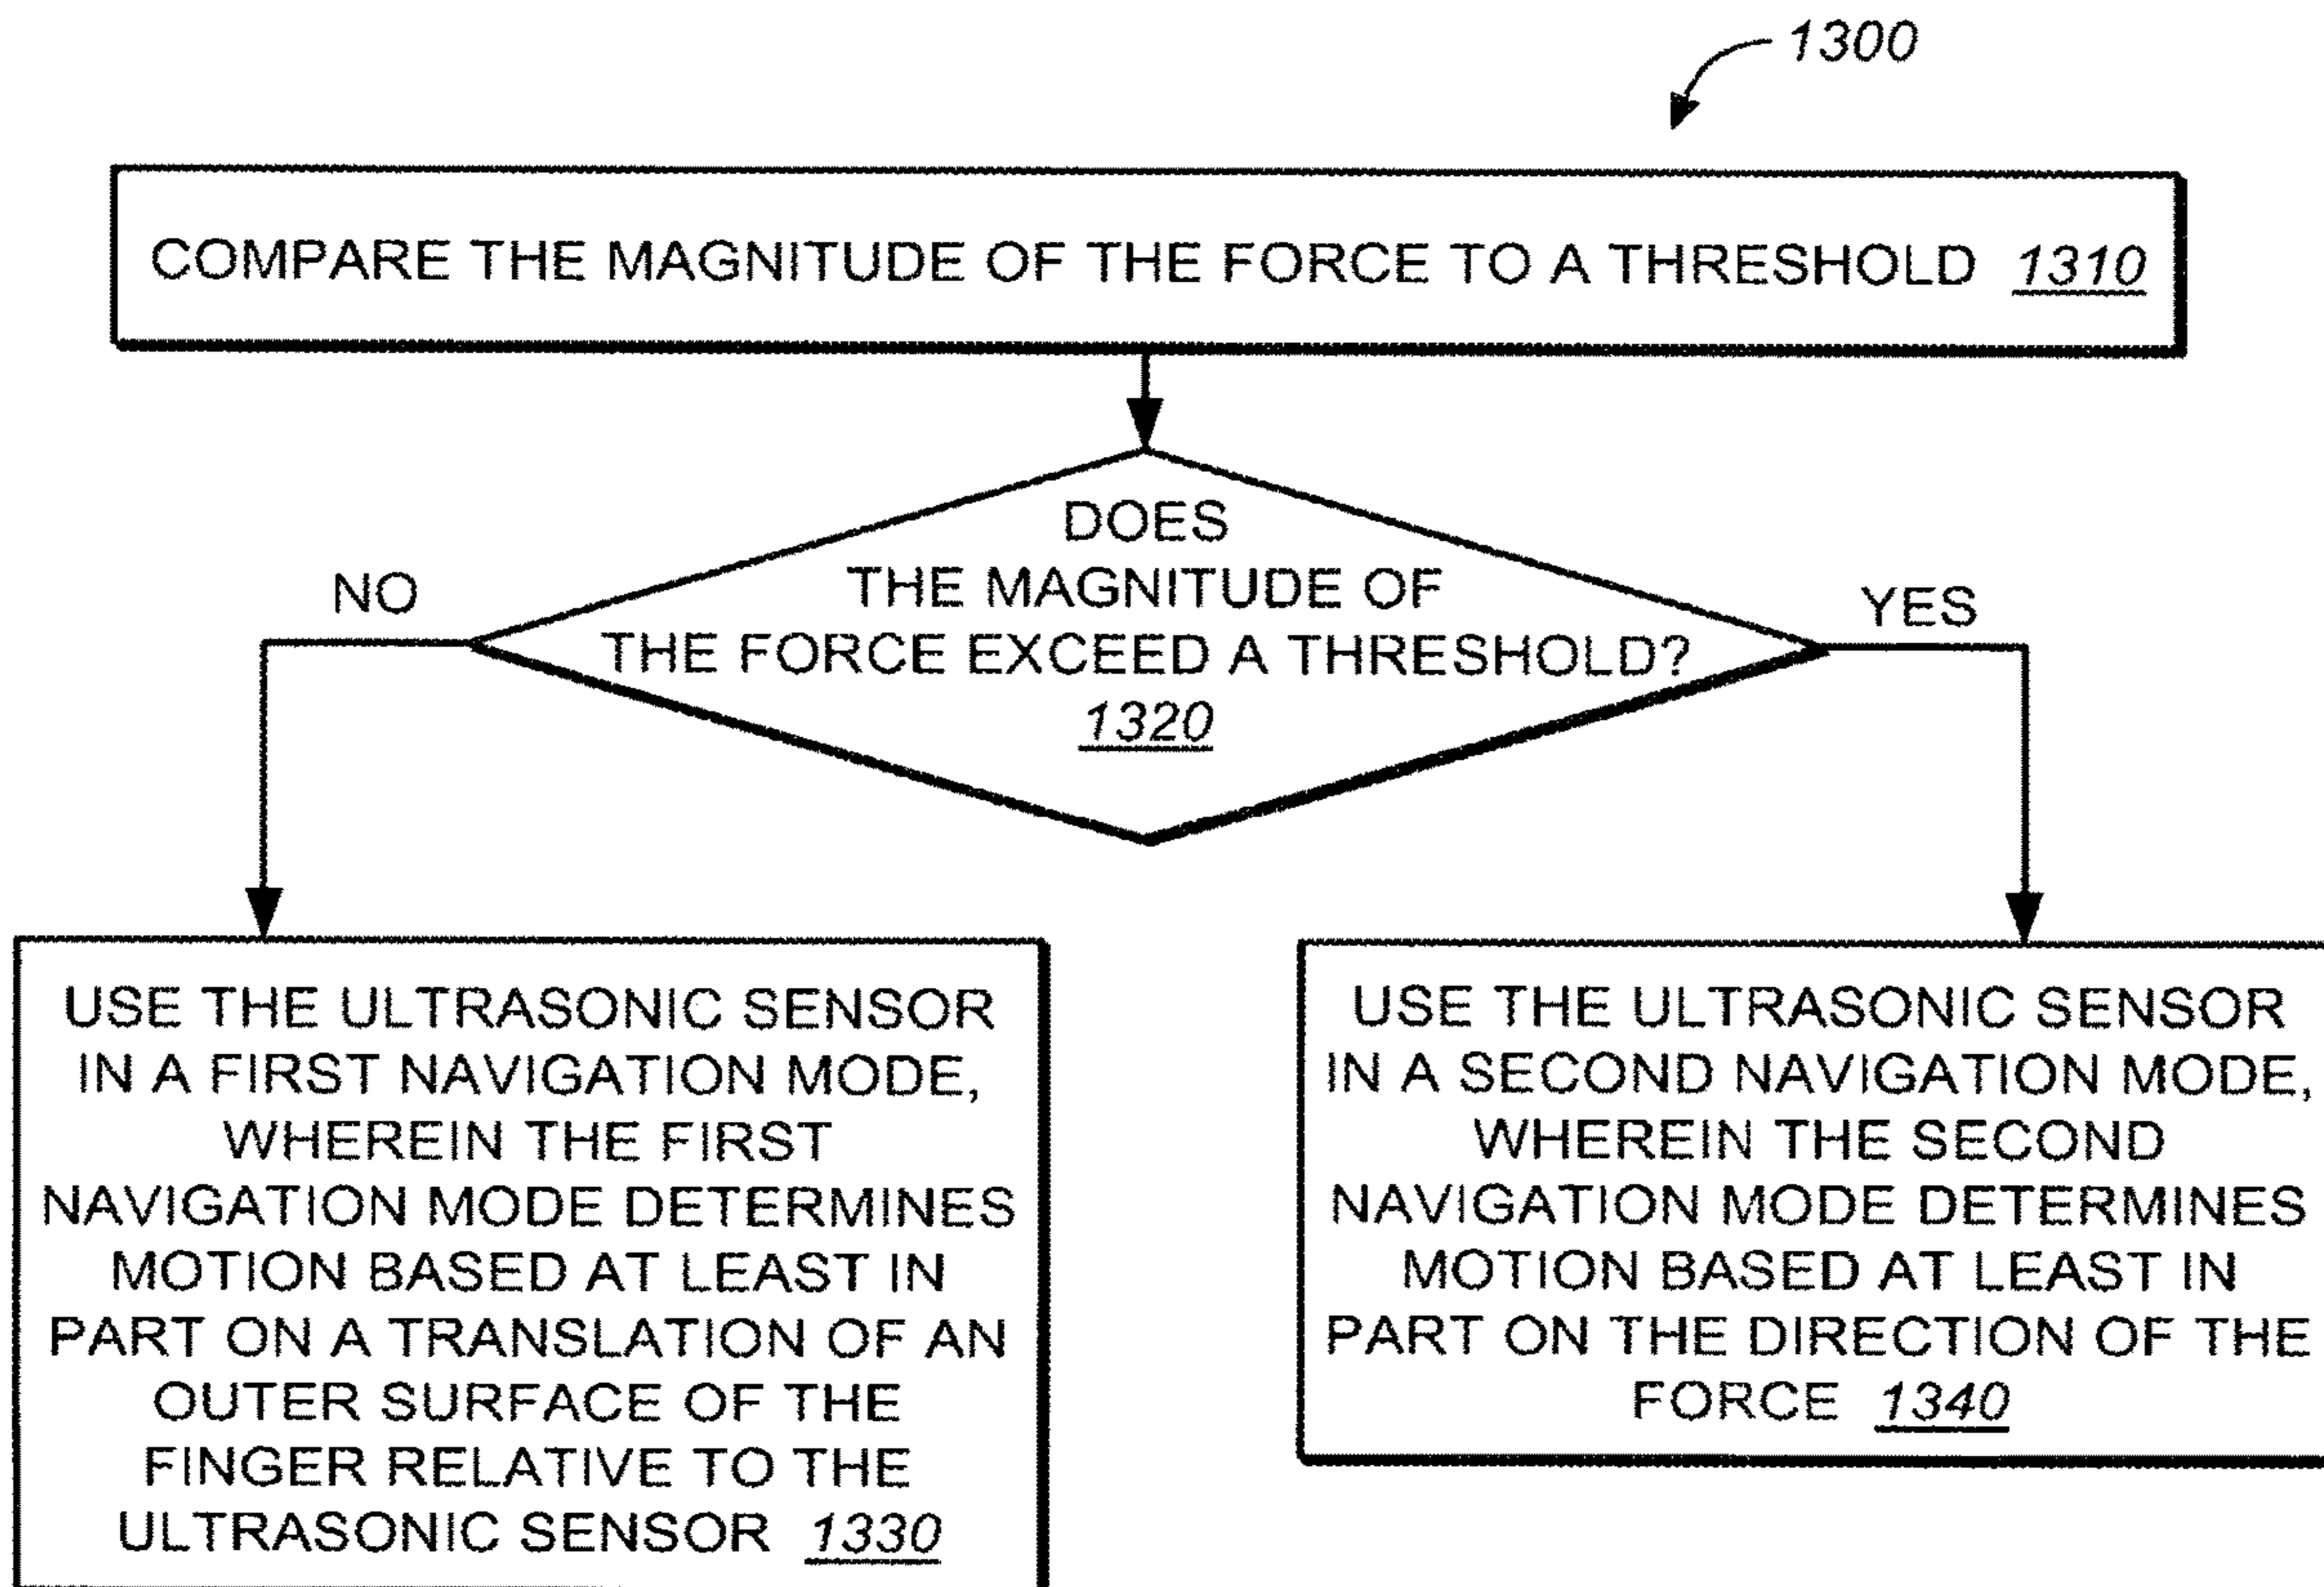 1300
COMPARE THE MAGNITUDE OF THE FORCE TO A THRESHOLD 1310
DOES
THE MAGNITUDE OF
THE FORCE EXCEED A THRESHOLD?
1320
NO
YES
USE THE ULTRASONIC SENSOR
IN A FIRST NAVIGATION MODE,
WHEREIN THE FIRST
NAVIGATION MODE DETERMINES
MOTION BASED AT LEAST IN
PART ON A TRANSLATION OF AN
OUTER SURFACE OF THE
FINGER RELATIVE TO THE
ULTRASONIC SENSOR 1330
USE THE ULTRASONIC SENSOR
IN A SECOND NAVIGATION MODE,
WHEREIN THE SECOND
NAVIGATION MODE DETERMINES
MOTION BASED AT LEAST IN
PART ON THE DIRECTION OF THE
FORCE 1340